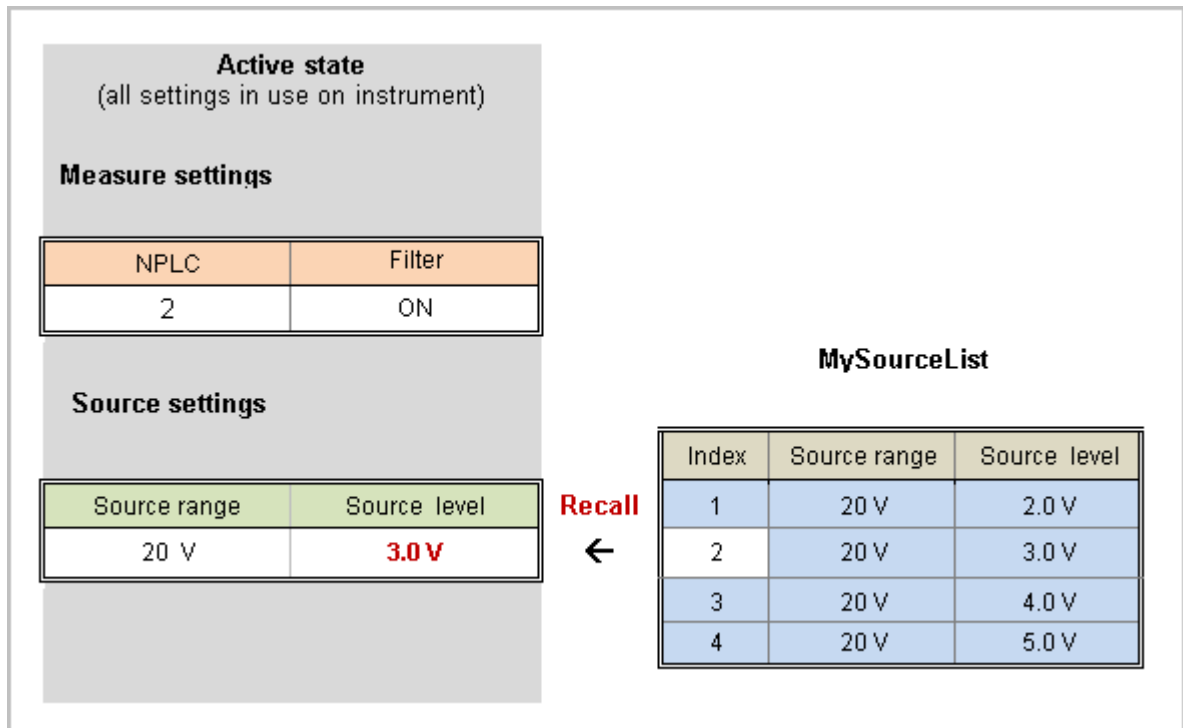 Active state
(all settings in use on instrument)
Measure settings
NPLC Filter
2 ON
MySourceList
Source settings
Index Source range Source level
Source range Source level Recall 1 20 V 2.0 V
20 V 3.0 V ← 2 20 V 3.0 V
3 20 V 4.0 V
4 20 V 5.0 V